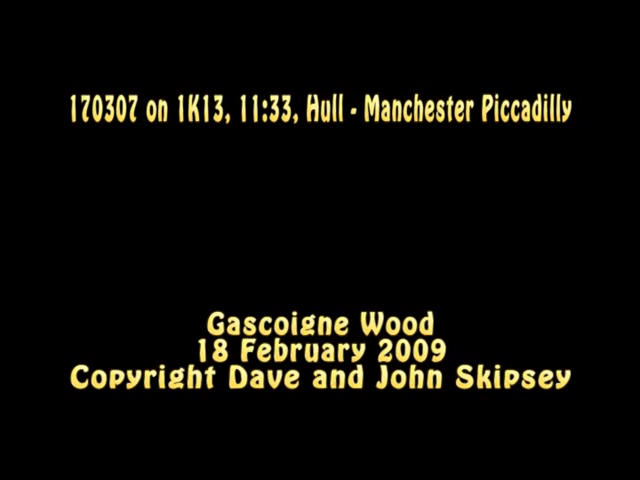 170307 on 1K13, 11:33, Hull - Manchester Piccadilly
Gascoigne Wood
18 February 2009
Copyright Dave and John Skipsey